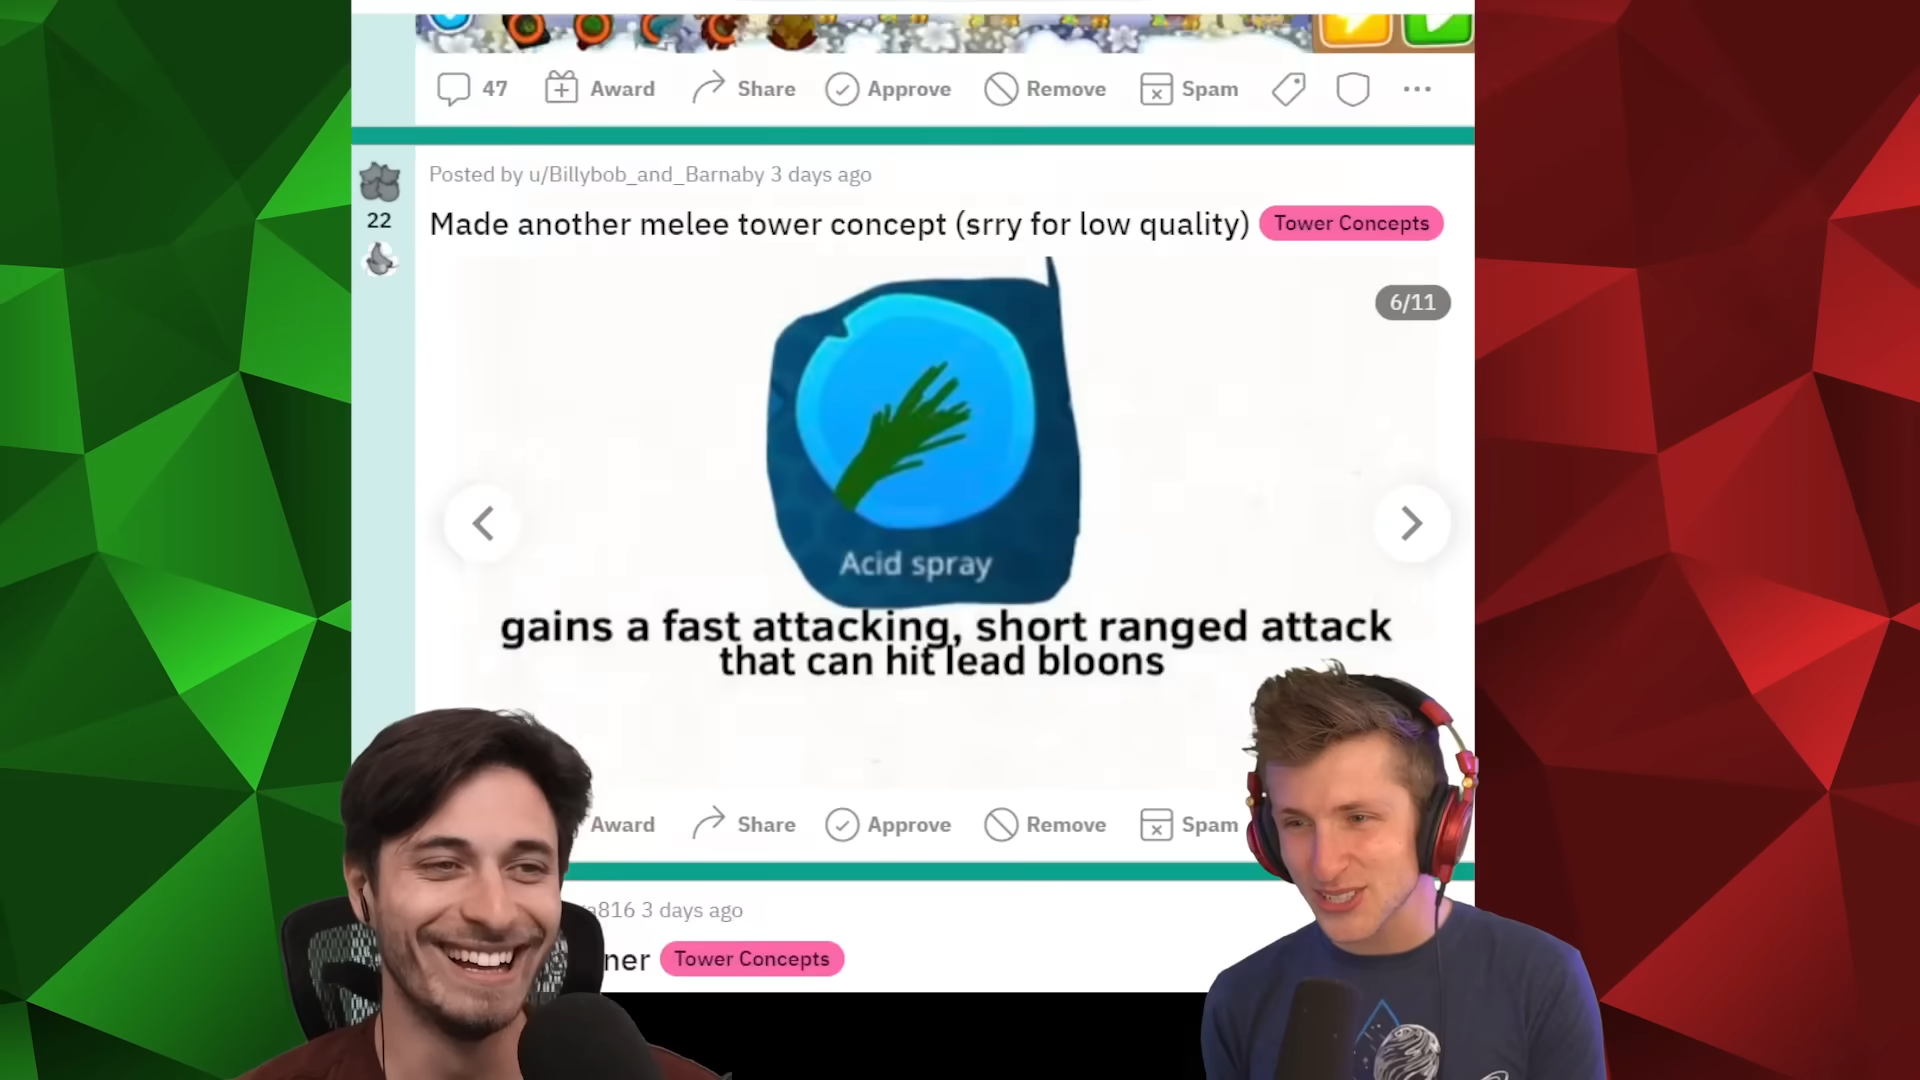 47 Award Share Approve Remove Spam
Posted by u/Billybob_and_Barnaby 3 days ago
22
Made another melee tower concept (srry for low quality) Tower Concepts
6/11
Acid spray
gains a fast attacking, short ranged attack
that can hit lead bloons
Award Share Approve Remove Spam
a816 3 days ago
ner Tower Concepts